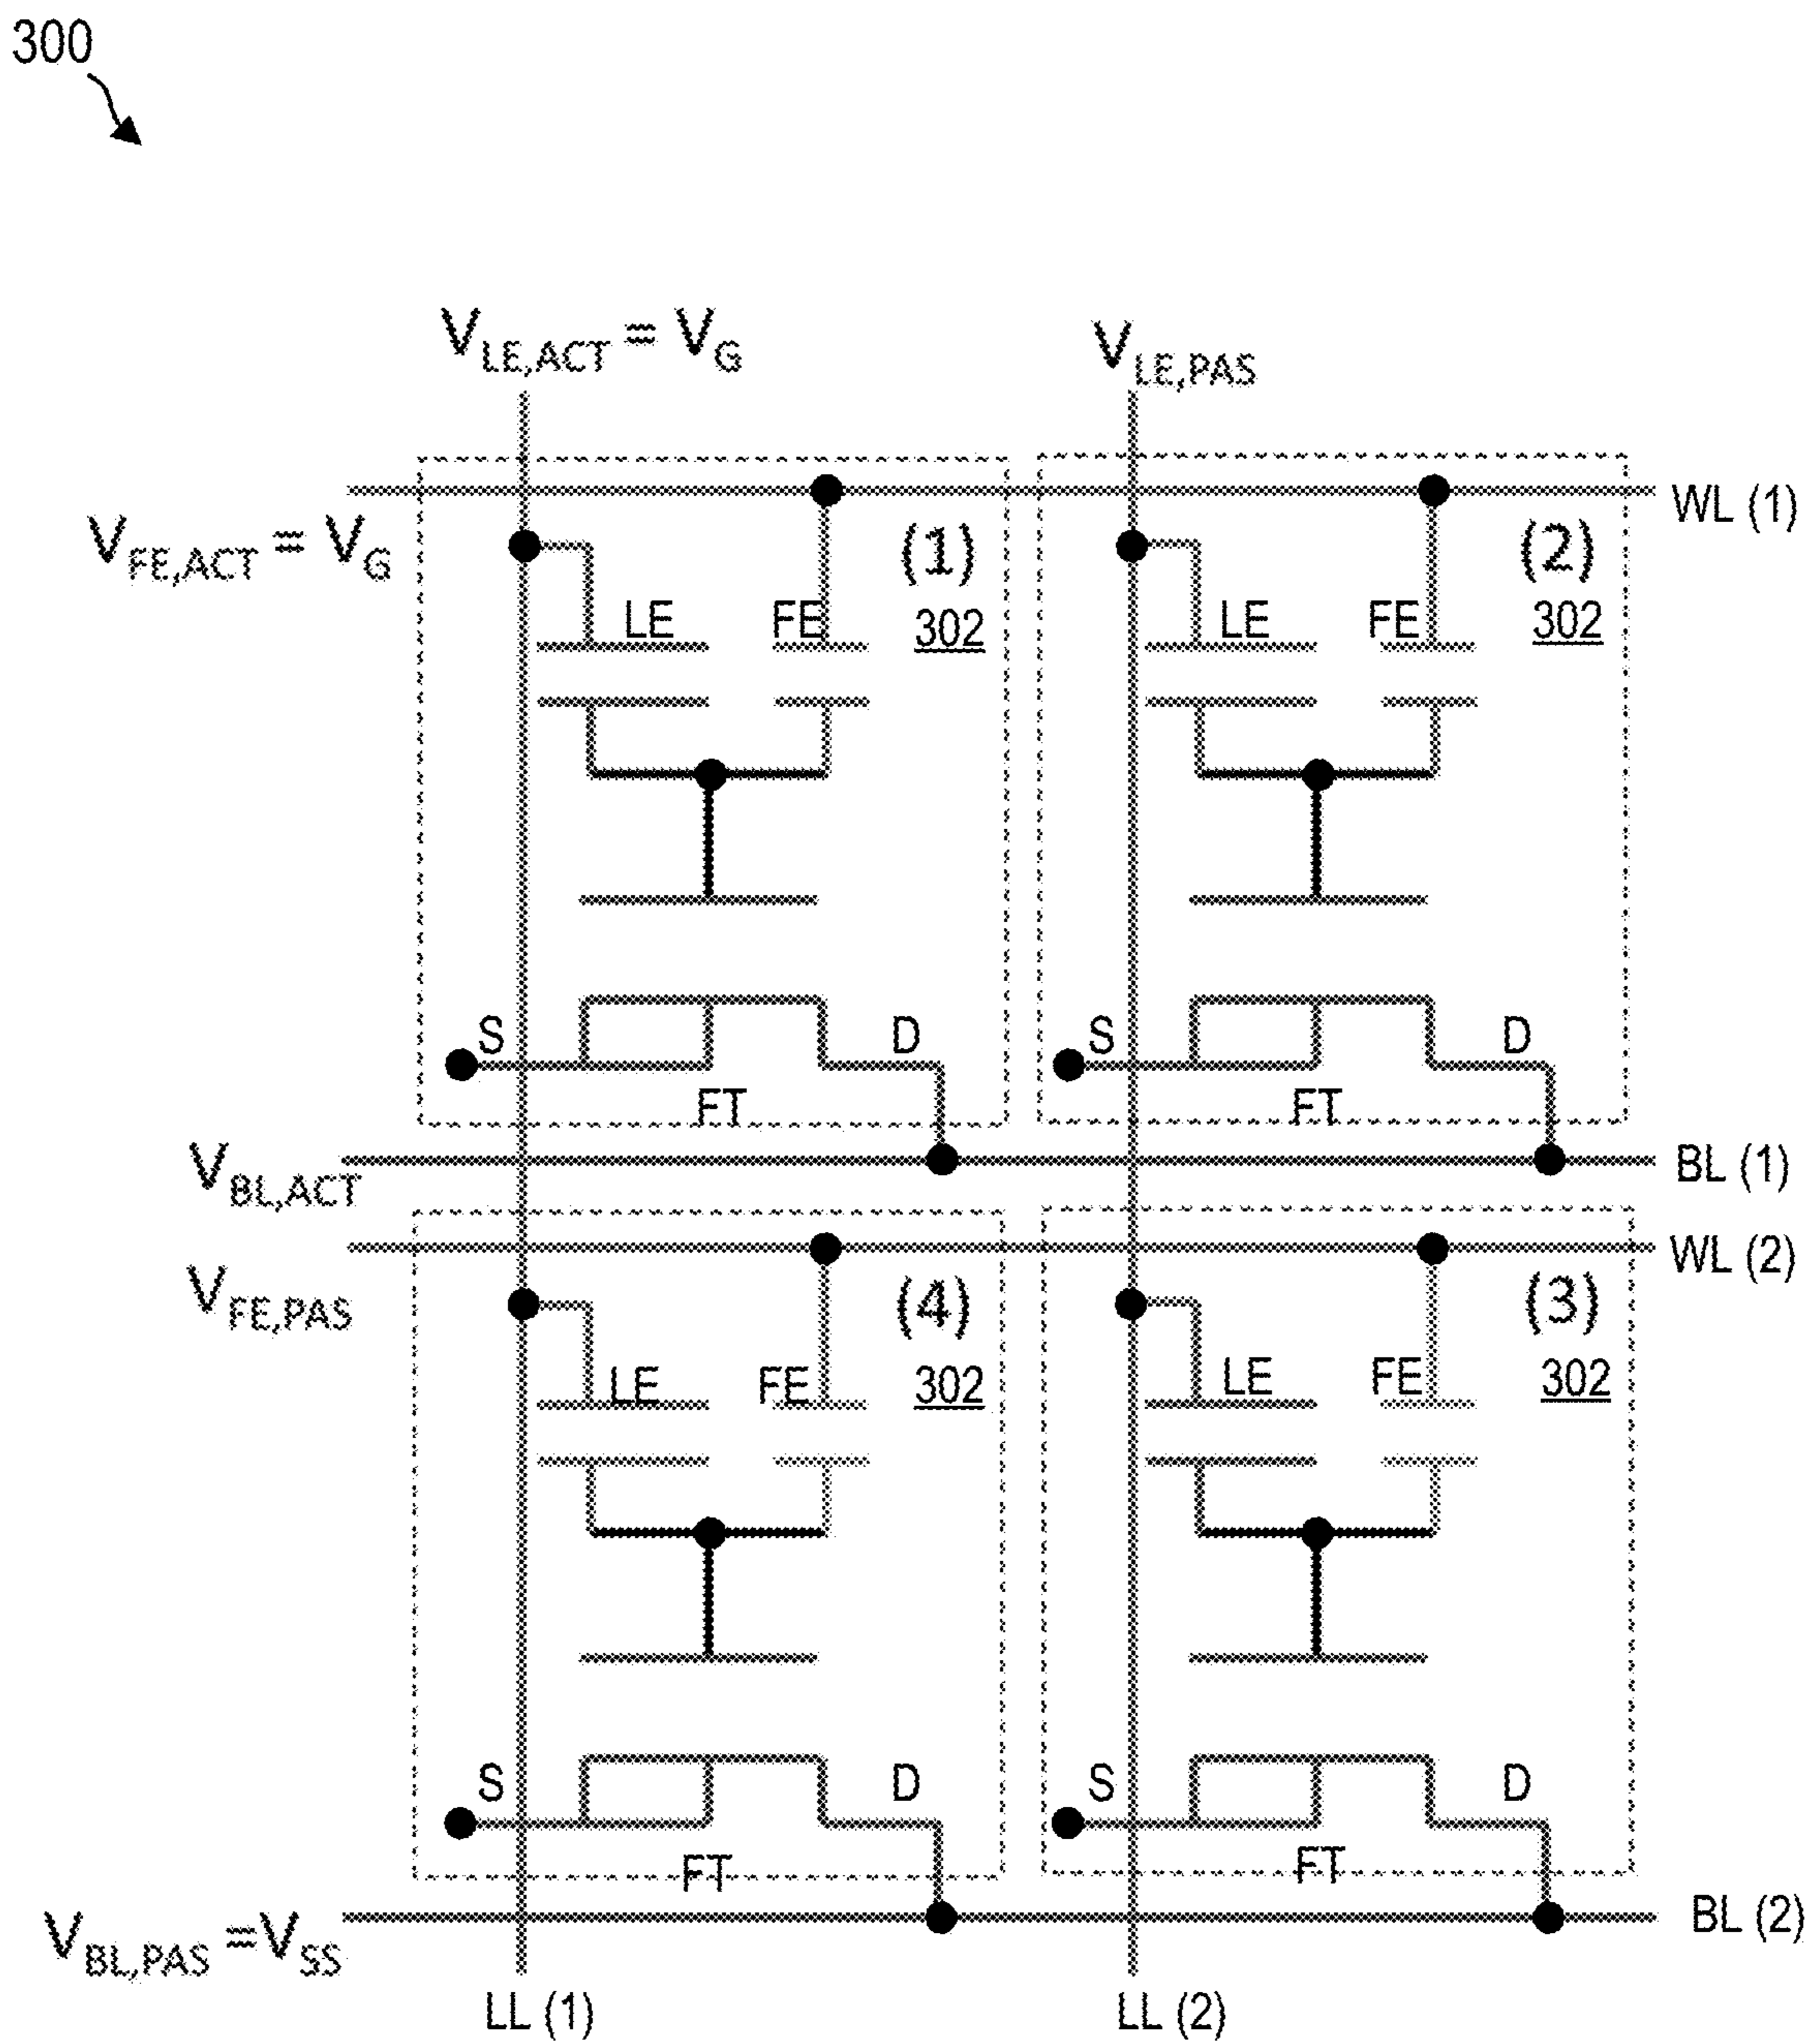 300
V_LE,ACT = V_G V_LE,PAS
WL (1)
V_FE,ACT = V_G (1) (2)
LE FE 302 LE FE 302
S D S D
FT FT
V_BL,ACT BL (1)
WL (2)
V_FE,PAS (4) (3)
LE FE 302 LE FE 302
S D S D
FT FT
V_BL,PAS =V_SS BL (2)
LL (1) LL (2)